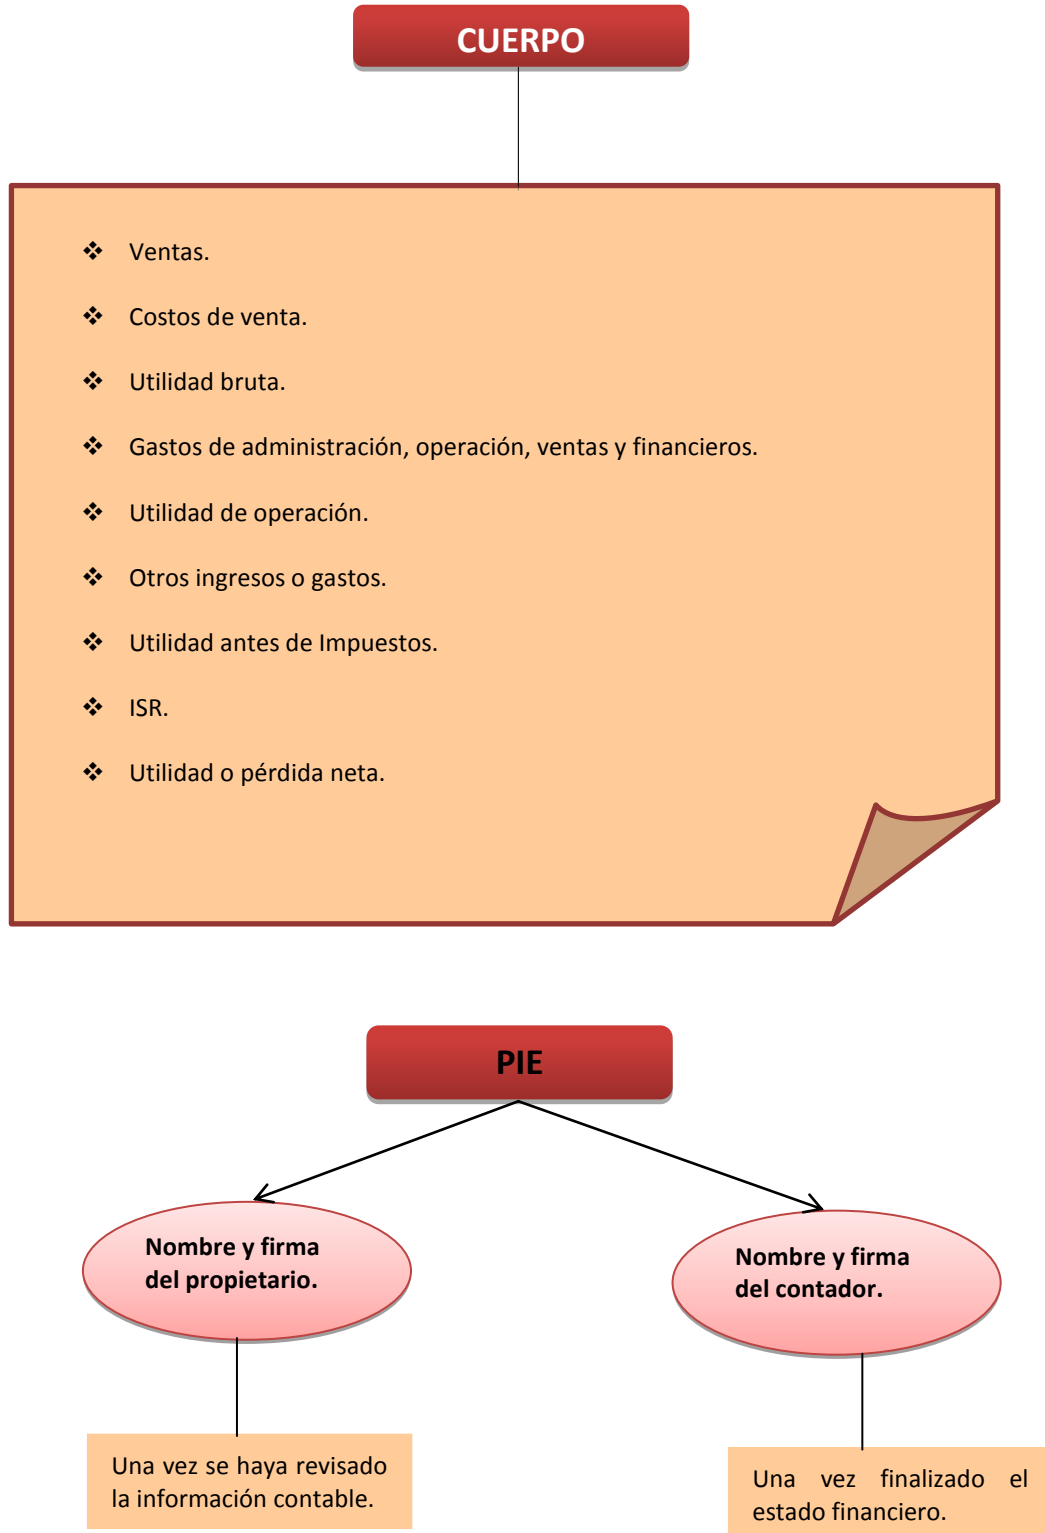 CUERPO
❖ Ventas.
❖ Costos de venta.
❖ Utilidad bruta.
❖ Gastos de administración, operación, ventas y financieros.
❖ Utilidad de operación.
❖ Otros ingresos o gastos.
❖ Utilidad antes de Impuestos.
❖ ISR.
❖ Utilidad o pérdida neta.
PIE
Nombre y firma
del propietario.
Nombre y firma
del contador.
Una vez se haya revisado
la información contable.
Una vez finalizado el
estado financiero.